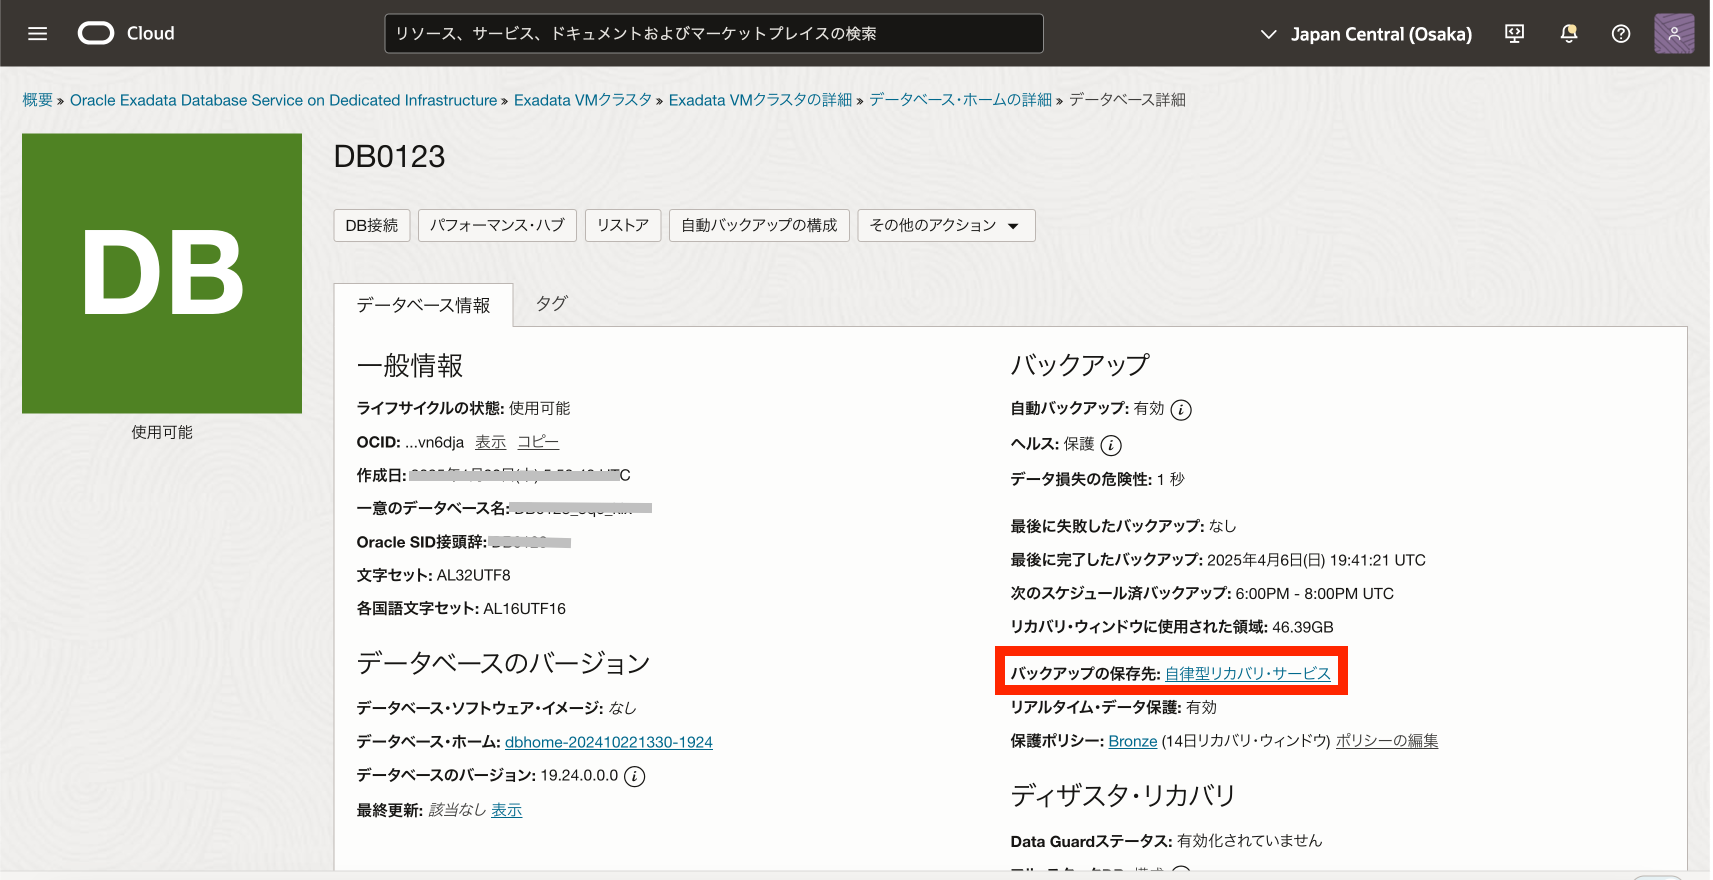 Cloud
リソース、サービス、ドキュメントおよびマーケットプレイスの検索
Japan Central (Osaka)
概要 » Oracle Exadata Database Service on Dedicated Infrastructure » Exadata VMクラスタ » Exadata VMクラスタの詳細 » データベース・ホームの詳細 » データベース詳細
DB
使用可能
DB0123
DB接続
パフォーマンス・ハブ
リストア
自動バックアップの構成
その他のアクション
データベース情報
タグ
一般情報
ライフサイクルの状態: 使用可能
OCID: ...vn6dja 表示 コピー
作成日:
一意のデータベース名:
Oracle SID接頭辞:
文字セット: AL32UTF8
各国語文字セット: AL16UTF16
データベースのバージョン
データベース・ソフトウェア・イメージ: なし
データベース・ホーム: dbhome-202410221330-1924
データベースのバージョン: 19.24.0.0.0
最終更新: 該当なし 表示
バックアップ
自動バックアップ: 有効
ヘルス: 保護
データ損失の危険性: 1 秒
最後に失敗したバックアップ: なし
最後に完了したバックアップ: 2025年4月6日(日) 19:41:21 UTC
次のスケジュール済バックアップ: 6:00PM - 8:00PM UTC
リカバリ・ウィンドウに使用された領域: 46.39GB
バックアップの保存先: 自律型リカバリ・サービス
リアルタイム・データ保護: 有効
保護ポリシー: Bronze (14日リカバリ・ウィンドウ) ポリシーの編集
ディザスタ・リカバリ
Data Guardステータス: 有効化されていません